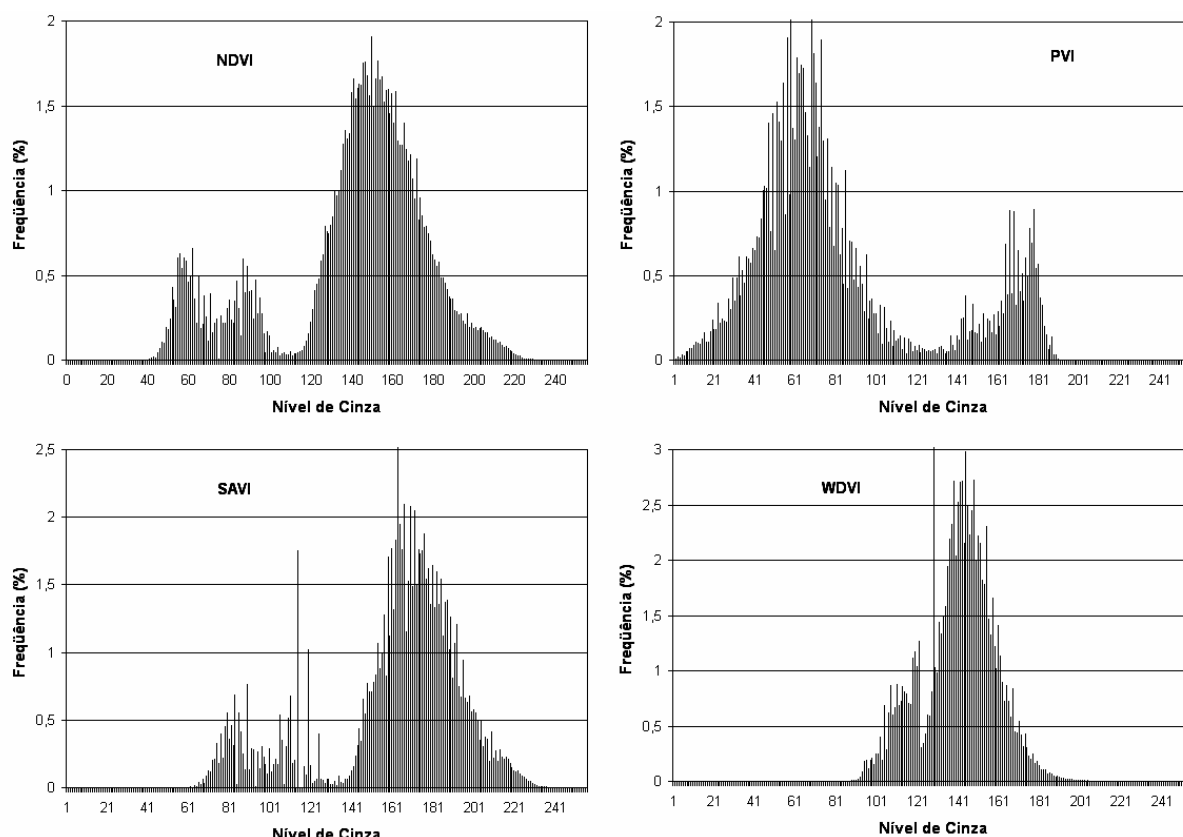 NDVI
Freqüência (%)
2
1,5
1
0,5
0
0 20 40 60 80 100 120 140 160 180 200 220 240
Nível de Cinza
PVI
Freqüência (%)
2
1,5
1
0,5
0
1 21 41 61 81 101 121 141 161 181 201 221 241
Nível de Cinza
SAVI
Freqüência (%)
2,5
2
1,5
1
0,5
0
1 21 41 61 81 101 121 141 161 181 201 221 241
Nível de Cinza
WDVI
Freqüência (%)
3
2,5
2
1,5
1
0,5
0
1 21 41 61 81 101 121 141 161 181 201 221 241
Nível de Cinza